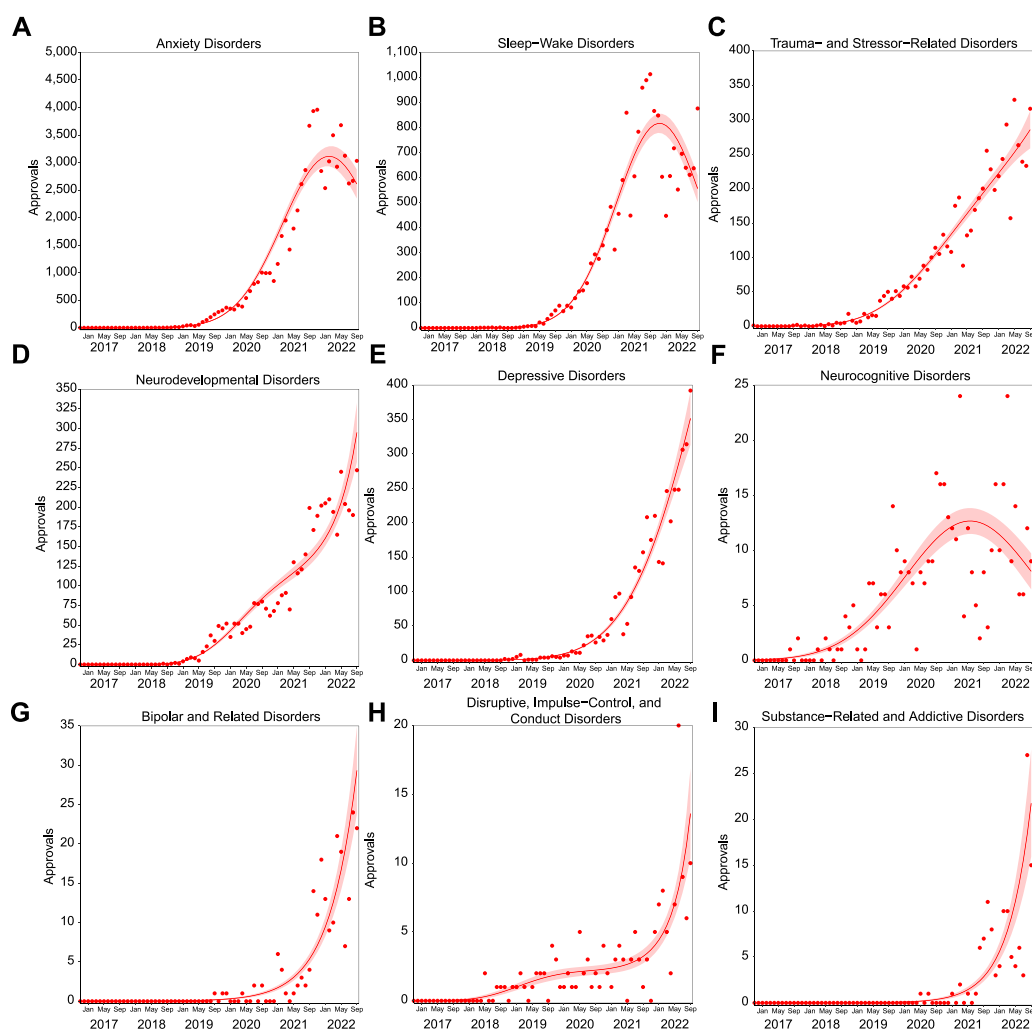 A
Anxiety Disorders
5,000
4,500
4,000
3,500
3,000
2,500
2,000
1,500
1,000
500
0
Approvals
Jan May Sep Jan May Sep Jan May Sep Jan May Sep Jan May Sep Jan May Sep
2017 2018 2019 2020 2021 2022
B
Sleep−Wake Disorders
1,100
1,000
900
800
700
600
500
400
300
200
100
0
Approvals
Jan May Sep Jan May Sep Jan May Sep Jan May Sep Jan May Sep Jan May Sep
2017 2018 2019 2020 2021 2022
C
Trauma− and Stressor−Related Disorders
400
350
300
250
200
150
100
50
0
Approvals
Jan May Sep Jan May Sep Jan May Sep Jan May Sep Jan May Sep Jan May Sep
2017 2018 2019 2020 2021 2022
D
Neurodevelopmental Disorders
350
325
300
275
250
225
200
175
150
125
100
75
50
25
0
Approvals
Jan May Sep Jan May Sep Jan May Sep Jan May Sep Jan May Sep Jan May Sep
2017 2018 2019 2020 2021 2022
E
Depressive Disorders
400
350
300
250
200
150
100
50
0
Approvals
Jan May Sep Jan May Sep Jan May Sep Jan May Sep Jan May Sep Jan May Sep
2017 2018 2019 2020 2021 2022
F
Neurocognitive Disorders
25
20
15
10
5
0
Approvals
Jan May Sep Jan May Sep Jan May Sep Jan May Sep Jan May Sep Jan May Sep
2017 2018 2019 2020 2021 2022
G
Bipolar and Related Disorders
35
30
25
20
15
10
5
0
Approvals
Jan May Sep Jan May Sep Jan May Sep Jan May Sep Jan May Sep Jan May Sep
2017 2018 2019 2020 2021 2022
H
Disruptive, Impulse−Control, and
Conduct Disorders
20
15
10
5
0
Approvals
Jan May Sep Jan May Sep Jan May Sep Jan May Sep Jan May Sep Jan May Sep
2017 2018 2019 2020 2021 2022
I
Substance−Related and Addictive Disorders
30
25
20
15
10
5
0
Approvals
Jan May Sep Jan May Sep Jan May Sep Jan May Sep Jan May Sep Jan May Sep
2017 2018 2019 2020 2021 2022